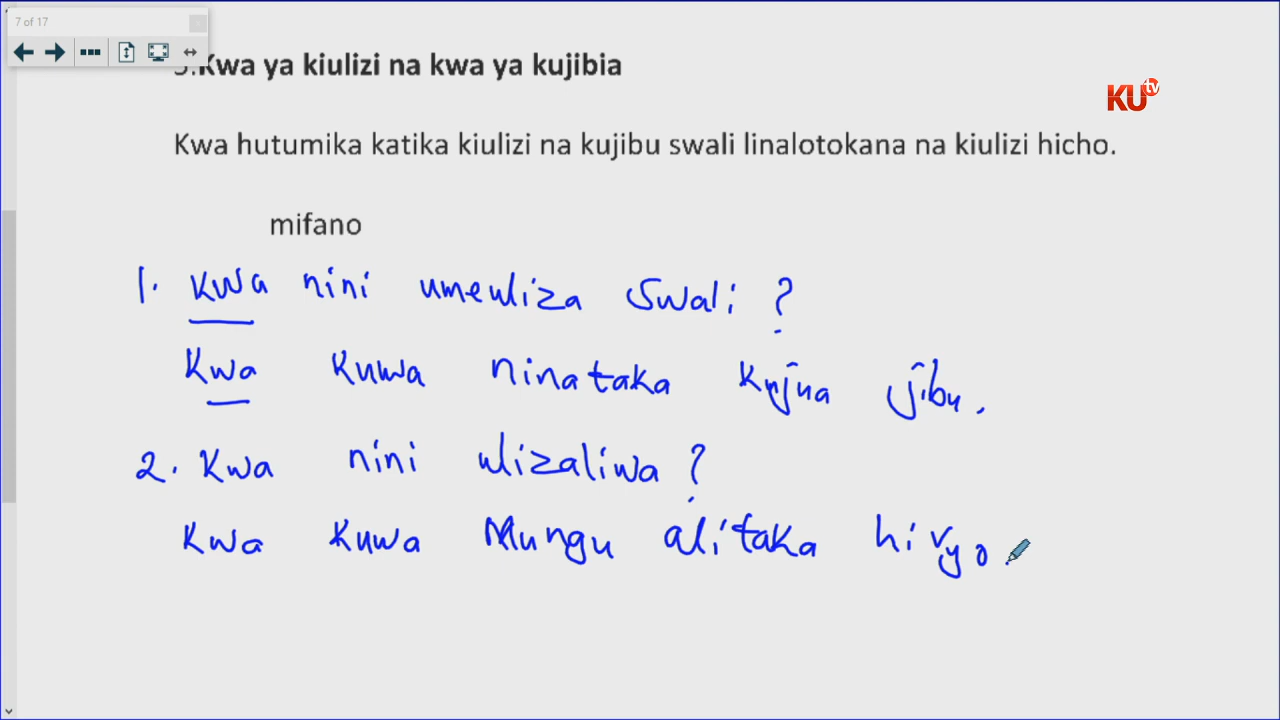 7 of 17
KU tv
Kwa ya kiulizi na kwa ya kujibia
Kwa hutumika katika kiulizi na kujibu swali linalotokana na kiulizi hicho.
mifano
1. Kwa nini umeuliza swali ?
Kwa kuwa ninataka kujua jibu.
2. Kwa nini ulizaliwa ?
Kwa kuwa Mungu alitaka hivyo